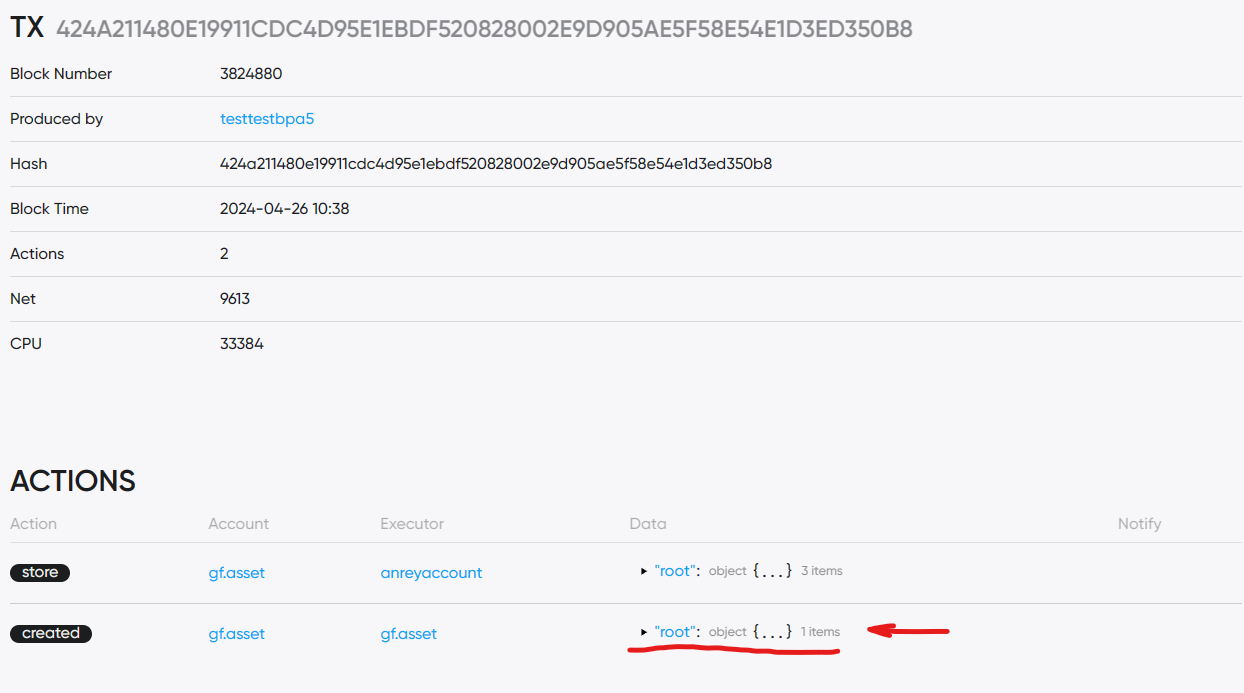 TX 424A211480E19911CDC4D95E1EBDF520828002E9D905AE5F58E54E1D3ED350B8
Block Number 3824880
Produced by testtestbpa5
Hash 424a211480e19911cdc4d95e1ebdf520828002e9d905ae5f58e54e1d3ed350b8
Block Time 2024-04-26 10:38
Actions 2
Net 9613
CPU 33384
ACTIONS
Action Account Executor Data Notify
store gf.asset anreyaccount ▸ "root": object {...} 3 items
created gf.asset gf.asset ▸ "root": object {...} 1 items